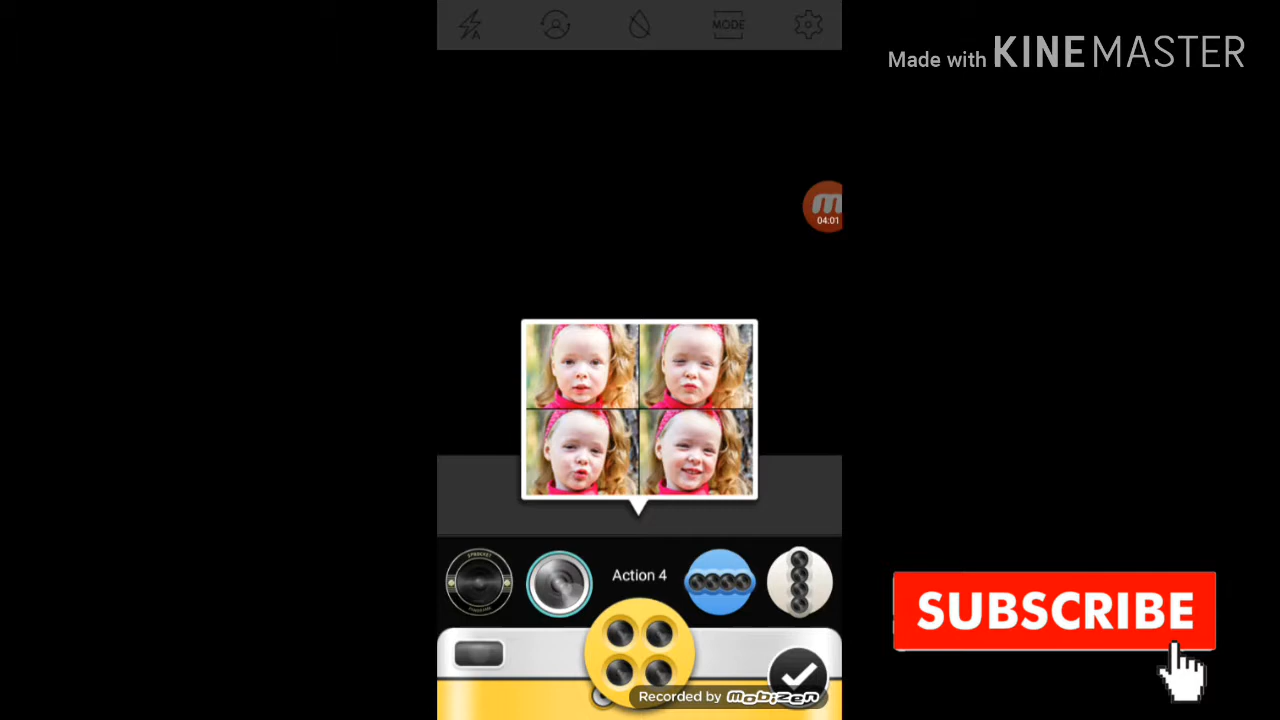 A
MODE
Made with KINEMASTER
04:01
Action 4
SUBSCRIBE
Recorded by mobizen